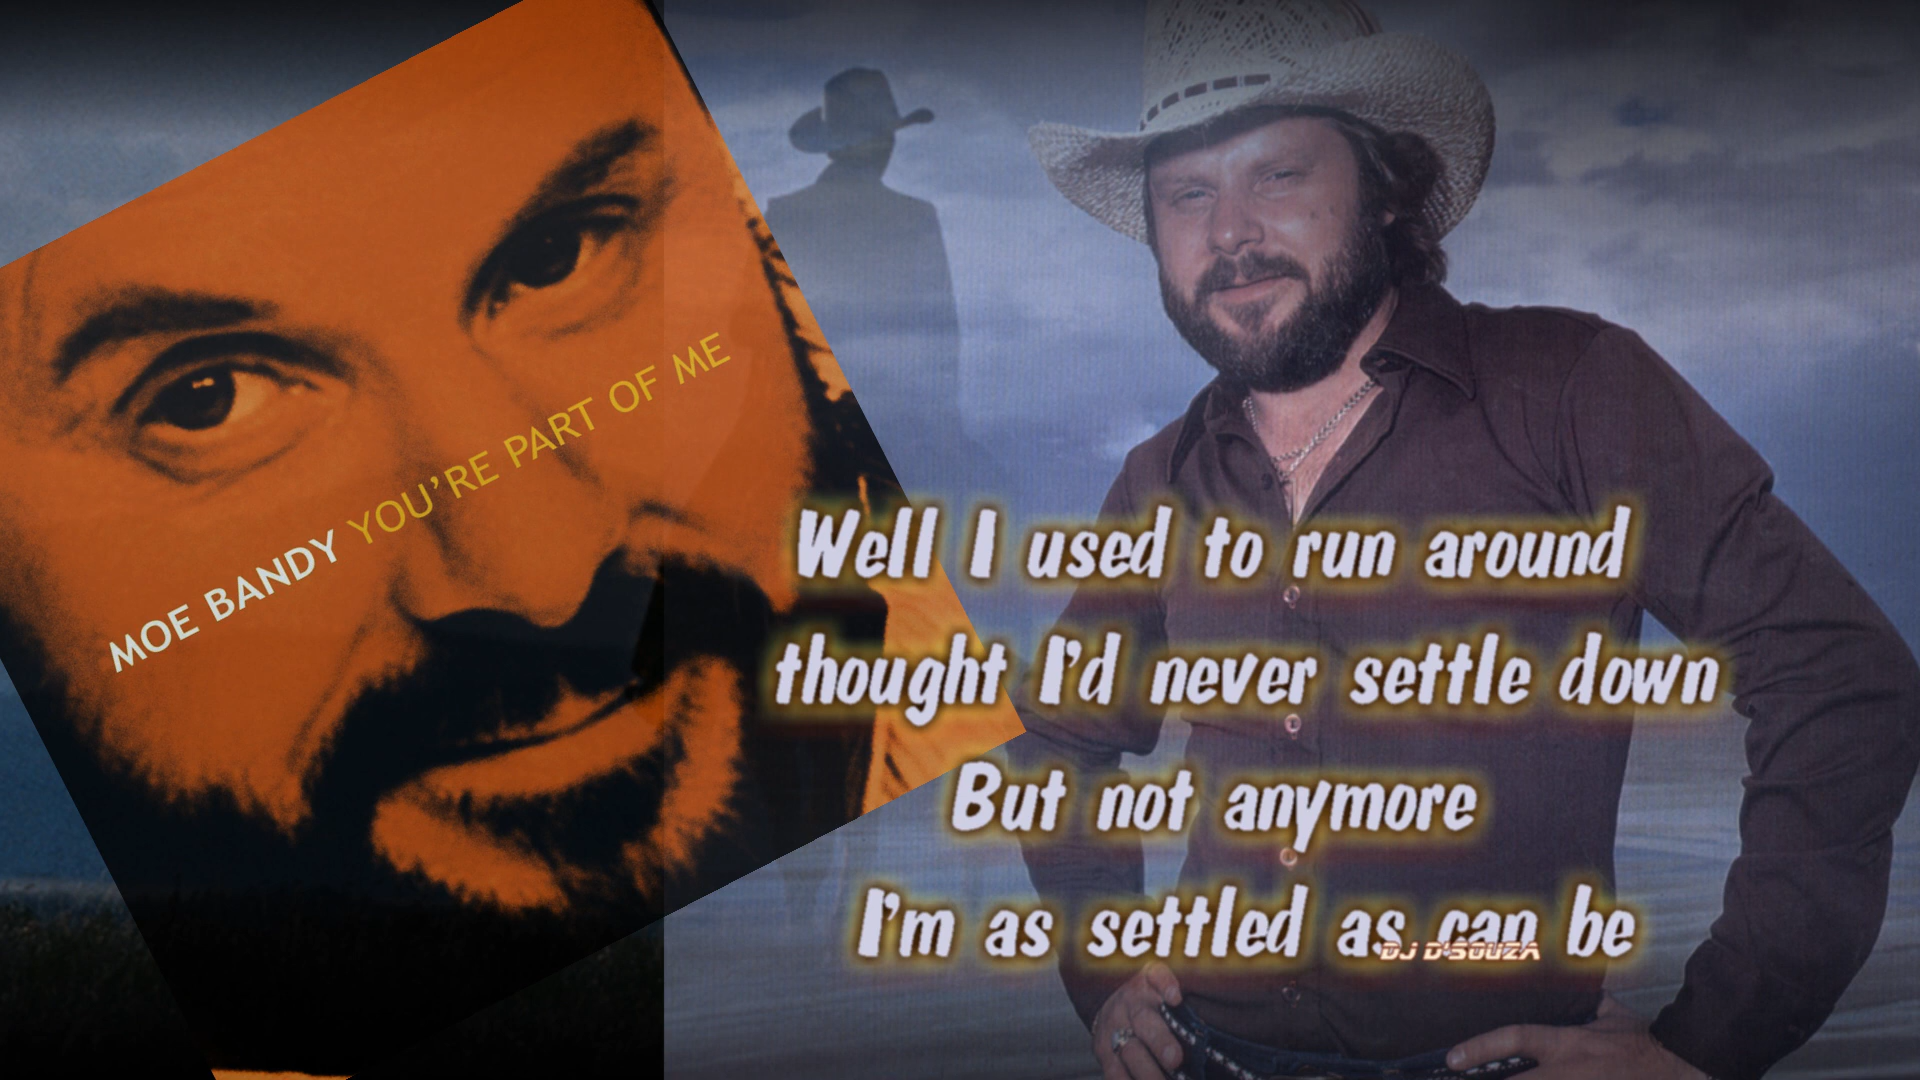 MOE BANDY YOU'RE PART OF ME
Well I used to run around
thought I'd never settle down
But not anymore
I'm as settled as can be
DJ D'SOUZA